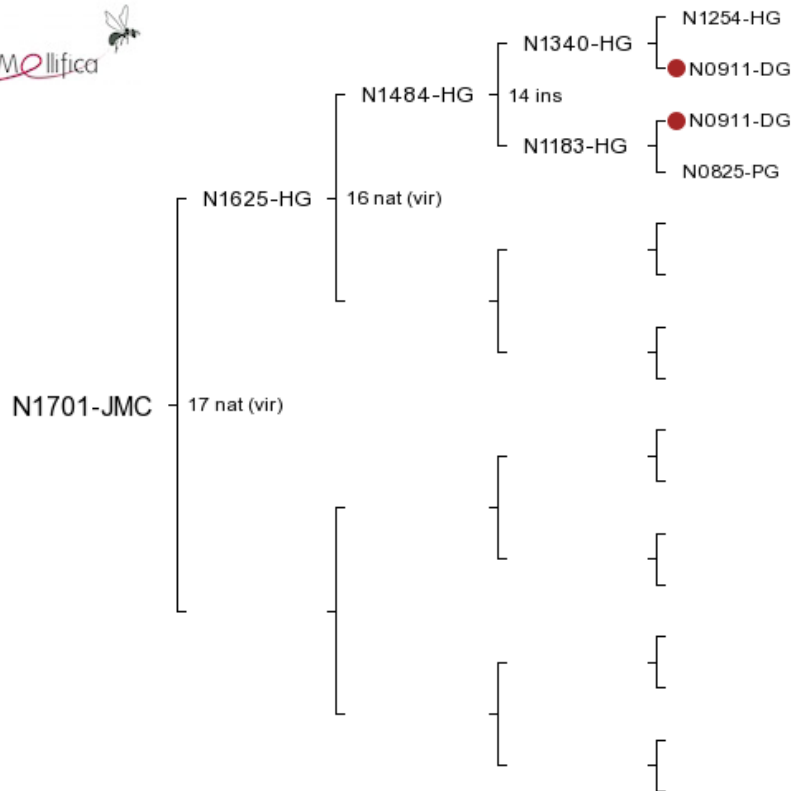 Mellifica
N1254-HG
N1340-HG
N0911-DG
N1484-HG
14 ins
N0911-DG
N1183-HG
N0825-PG
N1625-HG
16 nat (vir)
N1701-JMC
17 nat (vir)